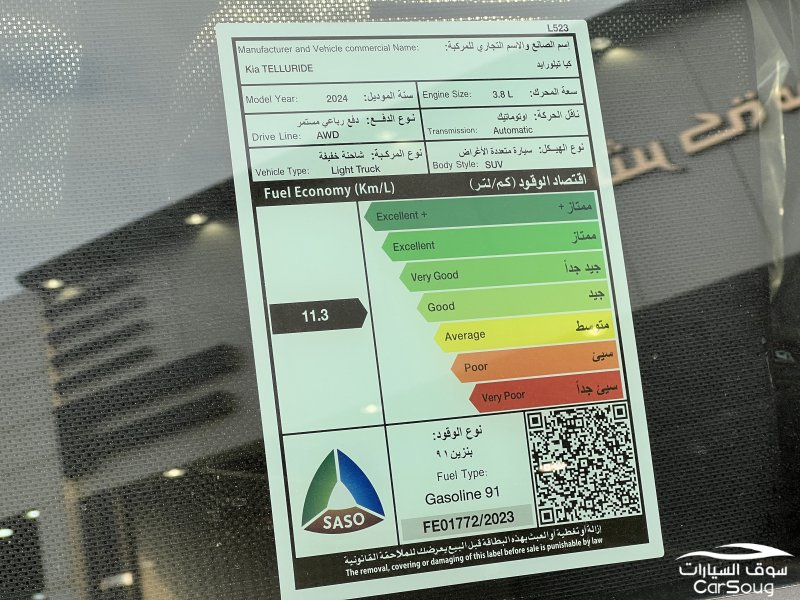 L523
Manufacturer and Vehicle commercial Name: اسم الصانع والاسم التجاري للمركبة:
Kia TELLURIDE كيا تيلورايد
Model Year: 2024 سنة الموديل: Engine Size: 3.8 L سعة المحرك:
نوع الدفــع: دفع رباعي مستمر
Drive Line: AWD
ناقل الحركة: اوتوماتيك
Transmission: Automatic
نوع المركبة: شاحنة خفيفة
Vehicle Type: Light Truck
نوع الهيكل: سيارة متعددة الأغراض
Body Style: SUV
Fuel Economy (Km/L) اقتصاد الوقود (كم/لتر)
Excellent + ممتاز +
Excellent ممتاز
Very Good جيد جداً
Good جيد
11.3
Average متوسط
Poor سيئ
Very Poor سيئ جداً
نوع الوقود:
بنزين ٩١
Fuel Type:
Gasoline 91
FE01772/2023
SASO
إزالة أو تغطية أو العبث بهذه البطاقة قبل البيع يعرضك للملاحقة القانونية
The removal, covering or damaging of this label before sale is punishable by law
سوق السيارات
CarSoug